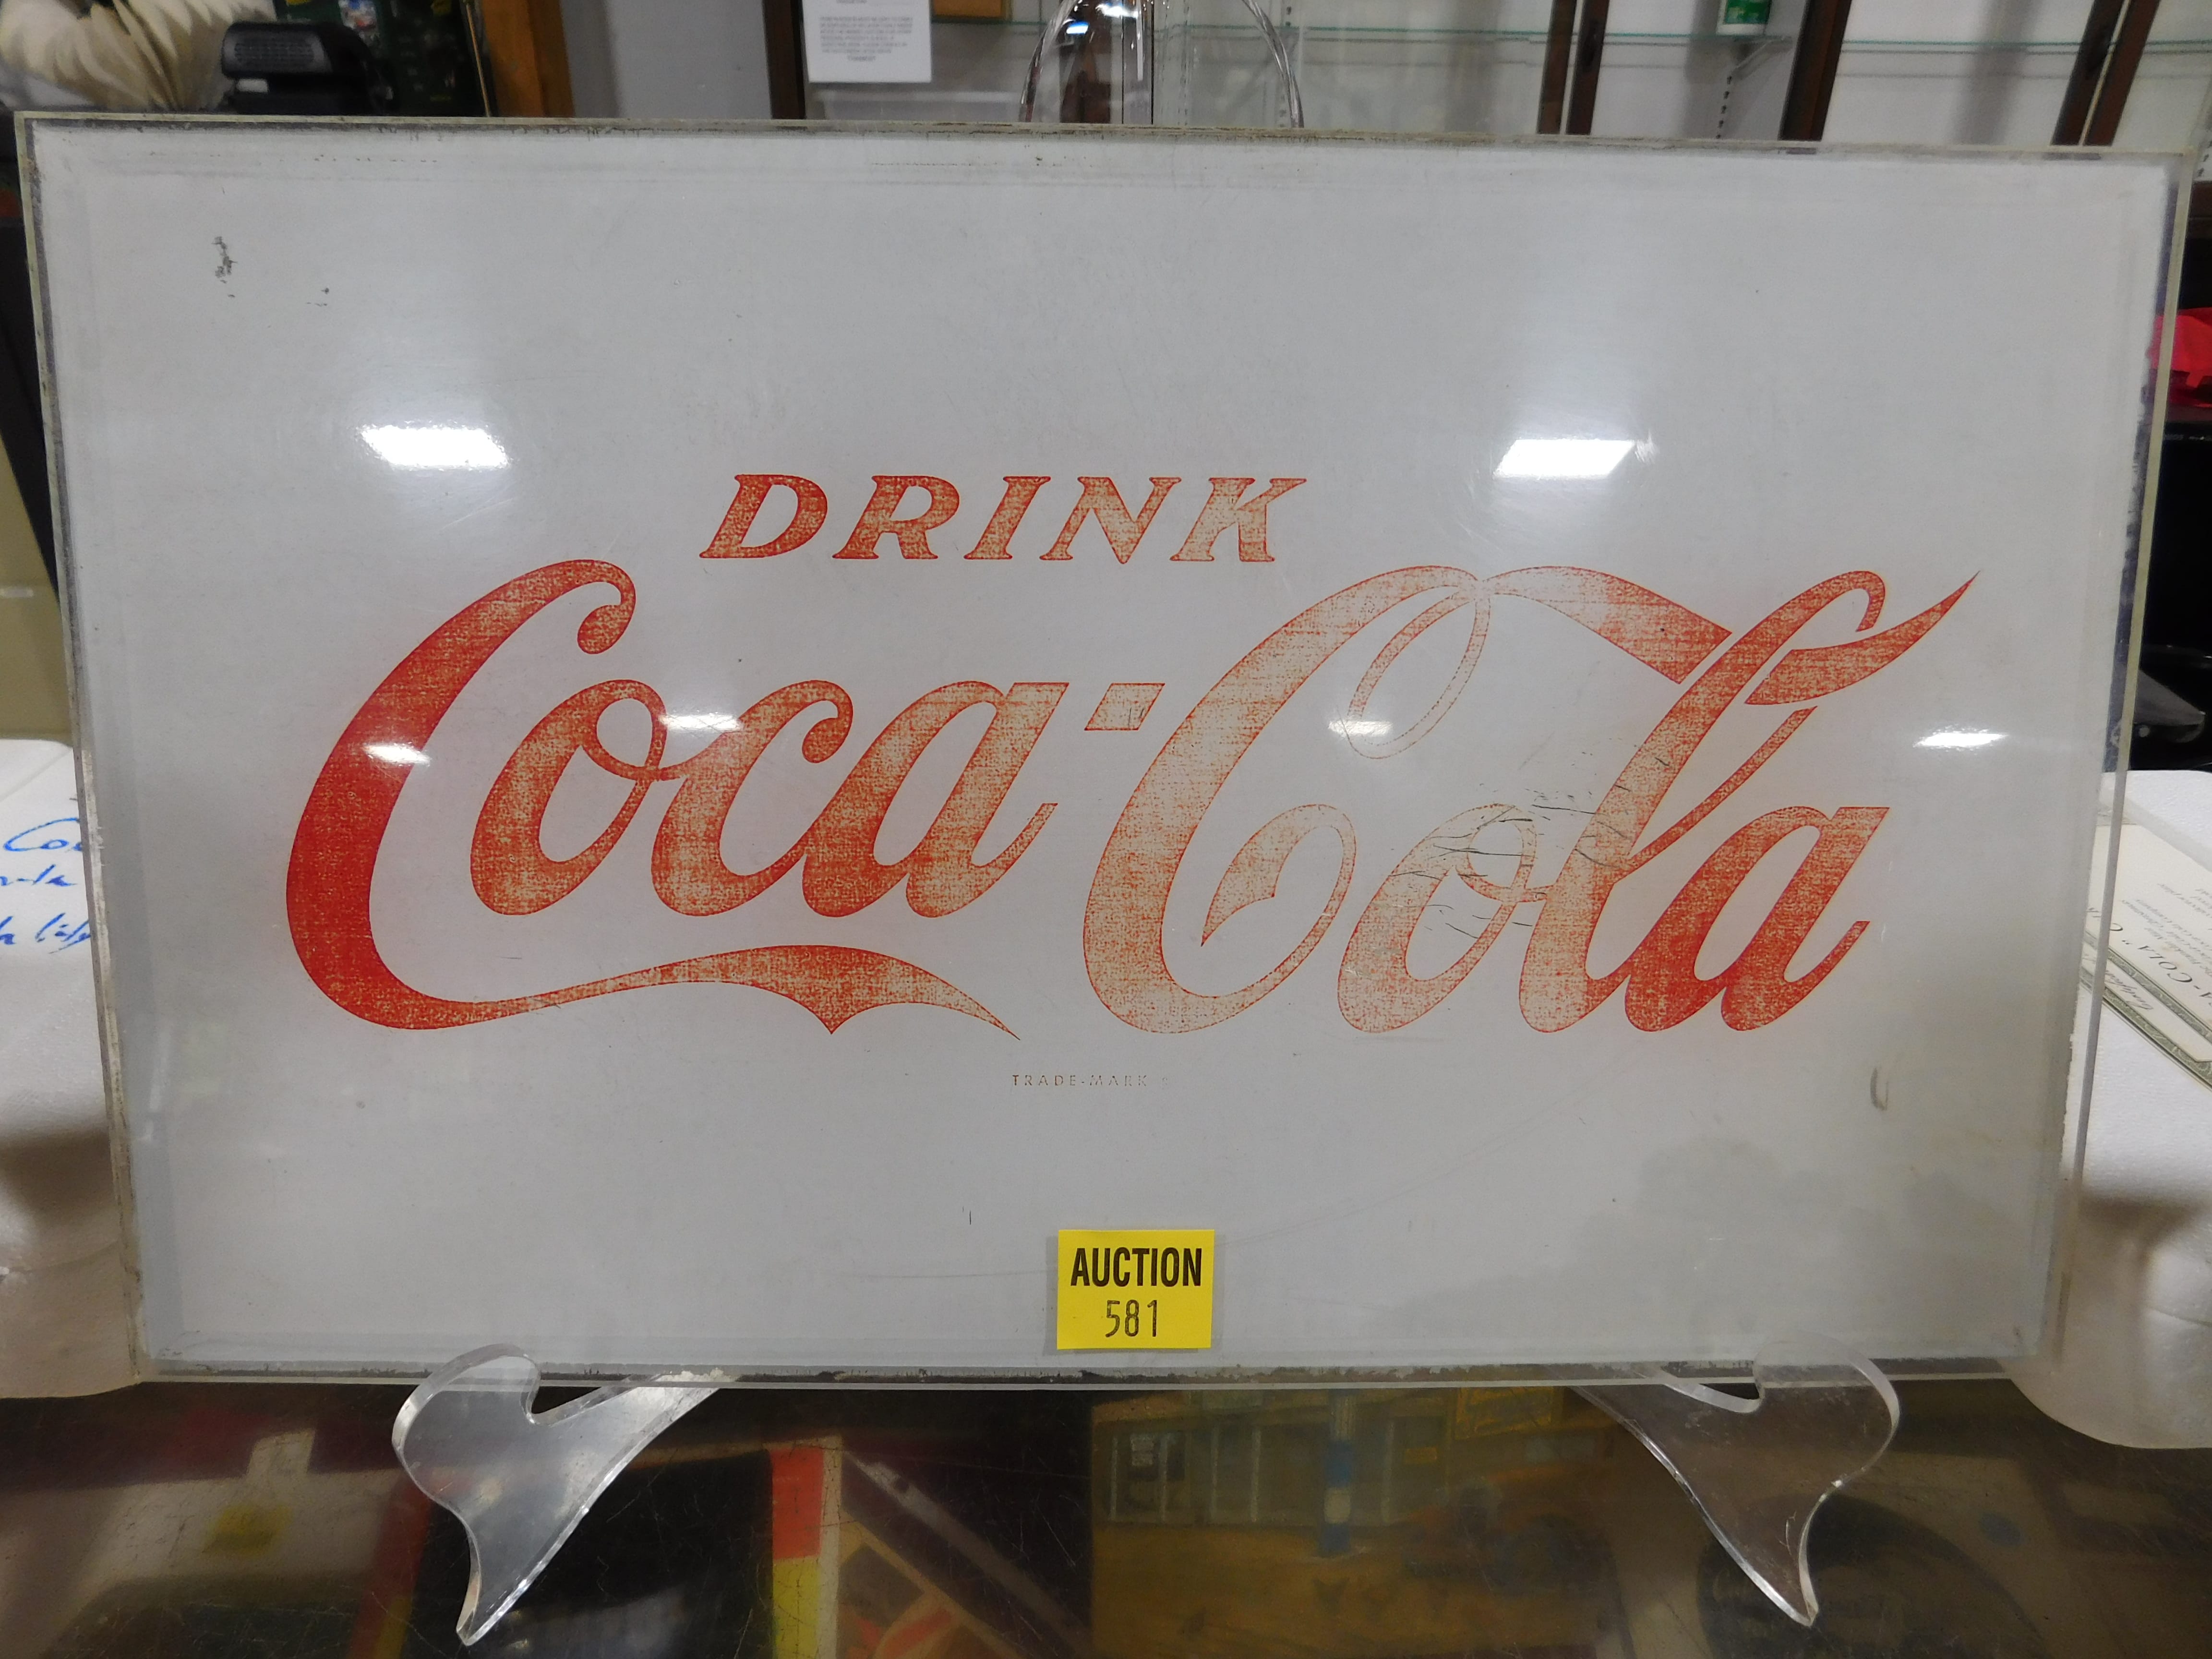 DRINK
Coca-Cola
TRADE-MARK ®
AUCTION
581